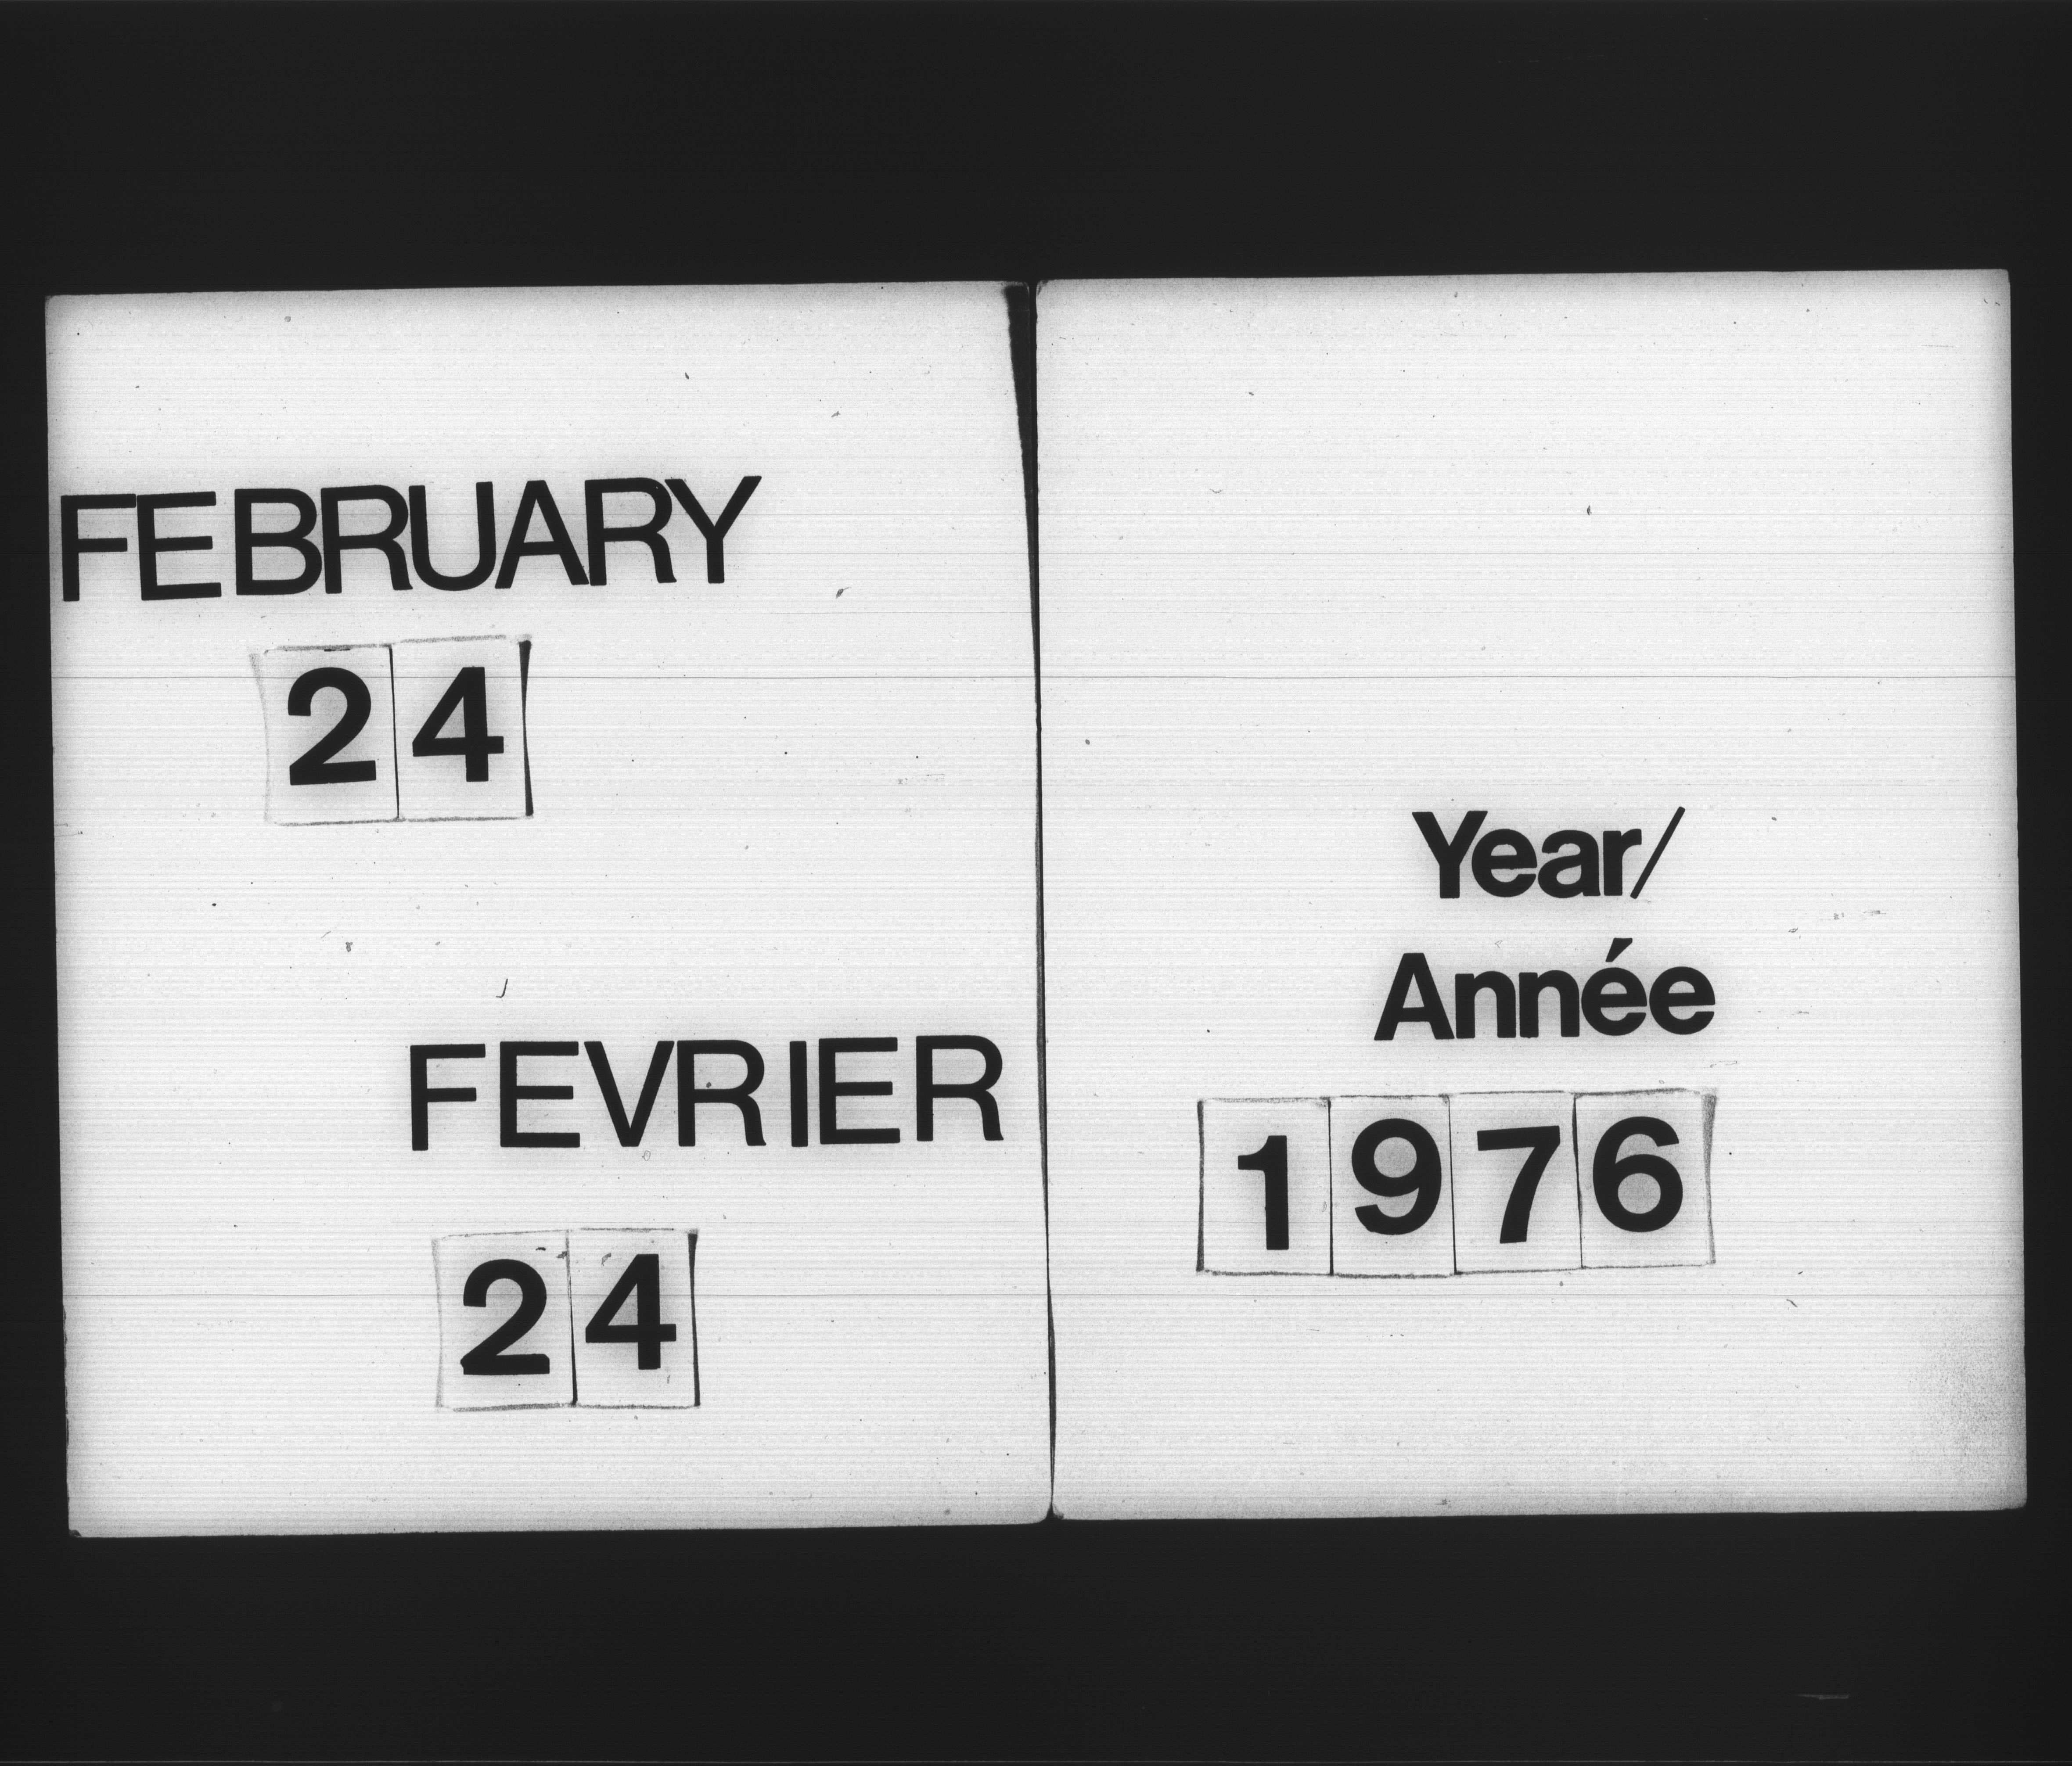 FEBRUARY
24
FEVRIER
24
Year/
Année
1976